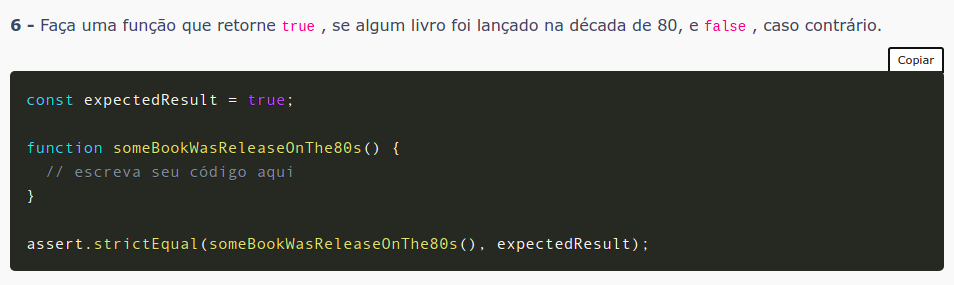 6 - Faça uma função que retorne true , se algum livro foi lançado na década de 80, e false , caso contrário.
Copiar
const expectedResult = true;
function someBookWasReleaseOnThe80s() {
// escreva seu código aqui
}
assert.strictEqual(someBookWasReleaseOnThe80s(), expectedResult);